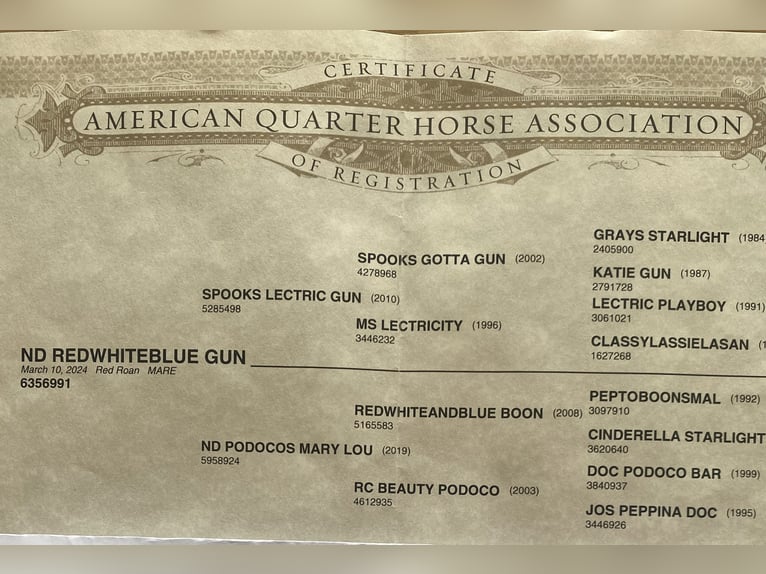 CERTIFICATE
AMERICAN QUARTER HORSE ASSOCIATION
OF REGISTRATION
GRAYS STARLIGHT (1984
2405900
SPOOKS GOTTA GUN (2002)
4278968
KATIE GUN (1987)
2791728
SPOOKS LECTRIC GUN (2010)
5285498
LECTRIC PLAYBOY (1991)
3061021
MS LECTRICITY (1996)
3446232
CLASSYLASSIELASAN (1
1627268
ND REDWHITEBLUE GUN
March 10, 2024 Red Roan MARE
6356991
PEPTOBOONSMAL (1992)
3097910
REDWHITEANDBLUE BOON (2008)
5165583
CINDERELLA STARLIGHT
3620640
ND PODOCOS MARY LOU (2019)
5958924
DOC PODOCO BAR (1999)
3840937
RC BEAUTY PODOCO (2003)
4612935
JOS PEPPINA DOC (1995)
3446926